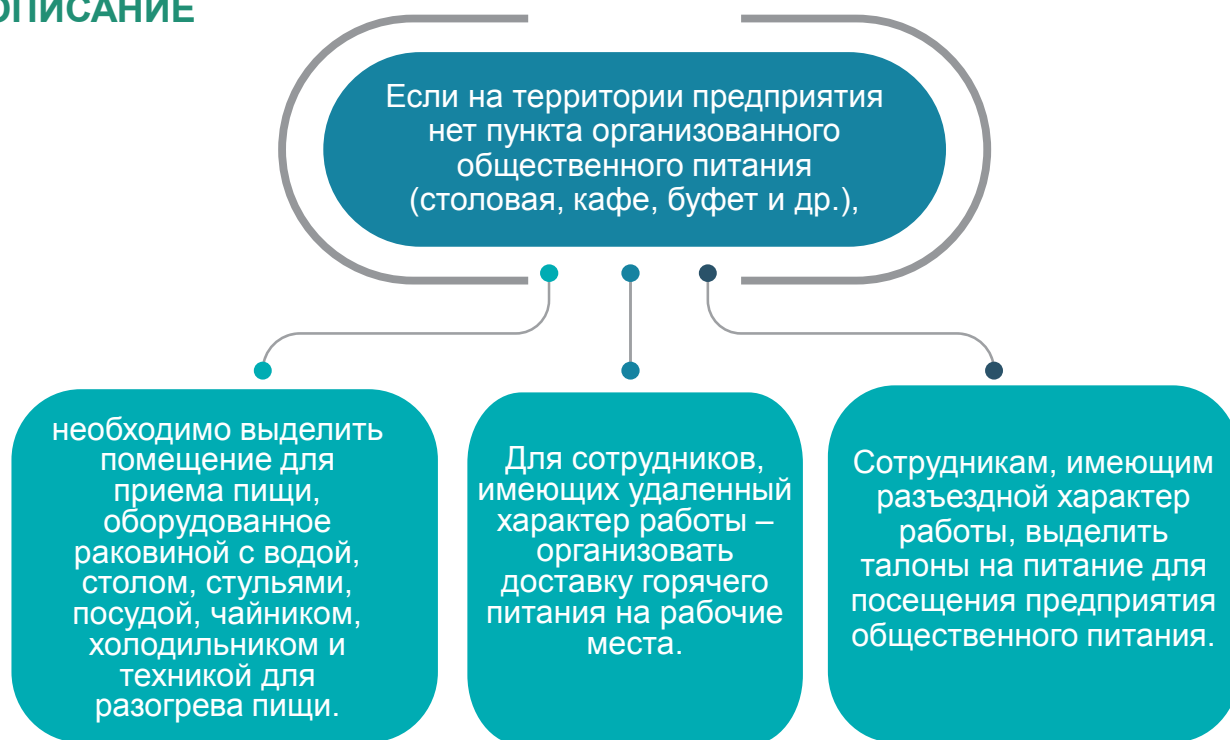 ОПИСАНИЕ
Если на территории предприятия
нет пункта организованного
общественного питания
(столовая, кафе, буфет и др.),
необходимо выделить
помещение для
приема пищи,
оборудованное
раковиной с водой,
столом, стульями,
посудой, чайником,
холодильником и
техникой для
разогрева пищи.
Для сотрудников,
имеющих удаленный
характер работы –
организовать
доставку горячего
питания на рабочие
места.
Сотрудникам, имеющим
разъездной характер
работы, выделить
талоны на питание для
посещения предприятия
общественного питания.